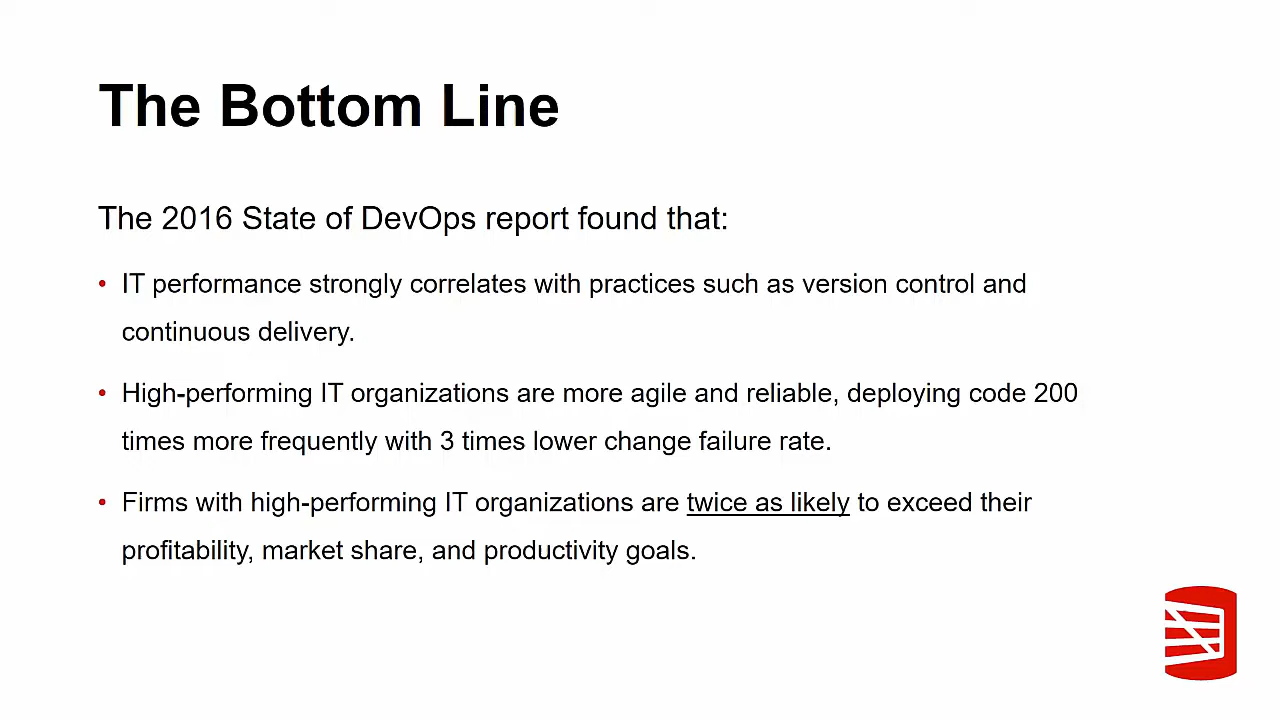 The Bottom Line
The 2016 State of DevOps report found that:
• IT performance strongly correlates with practices such as version control and
continuous delivery.
• High-performing IT organizations are more agile and reliable, deploying code 200
times more frequently with 3 times lower change failure rate.
• Firms with high-performing IT organizations are twice as likely to exceed their
profitability, market share, and productivity goals.